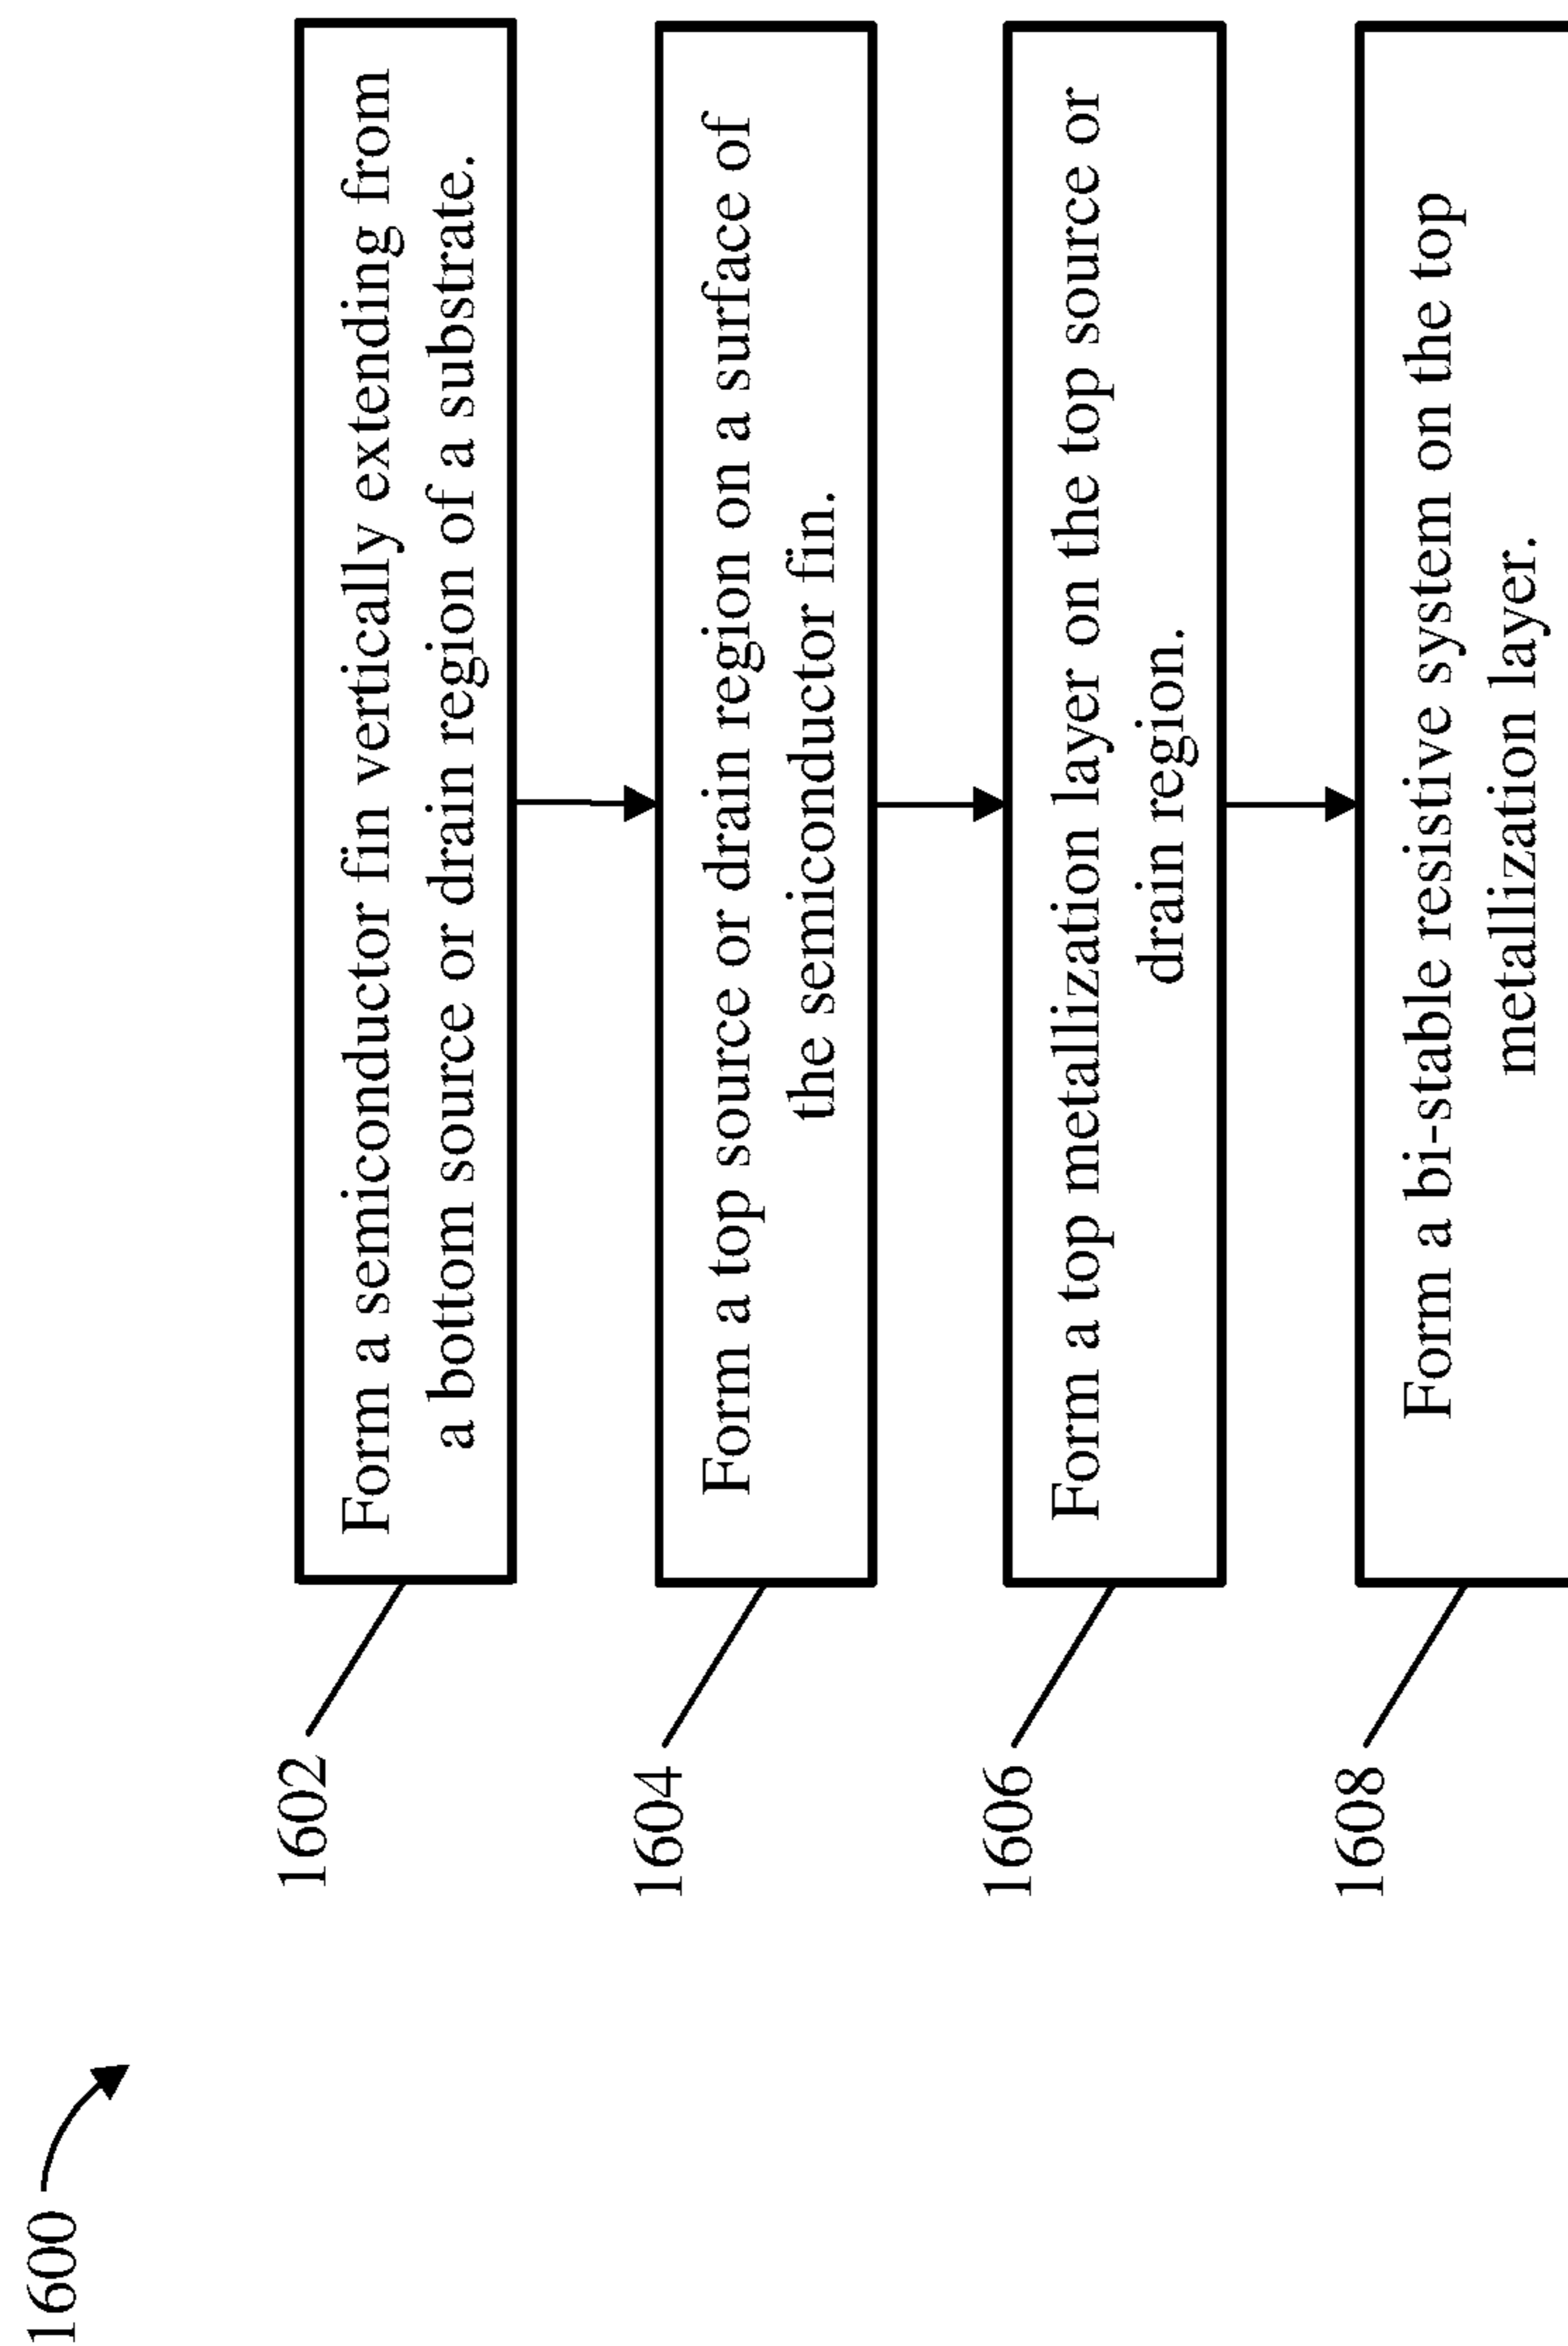 1600
1602
Form a semiconductor fin vertically extending from
a bottom source or drain region of a substrate.
1604
Form a top source or drain region on a surface of
the semiconductor fin.
1606
Form a top metallization layer on the top source or
drain region.
1608
Form a bi-stable resistive system on the top
metallization layer.